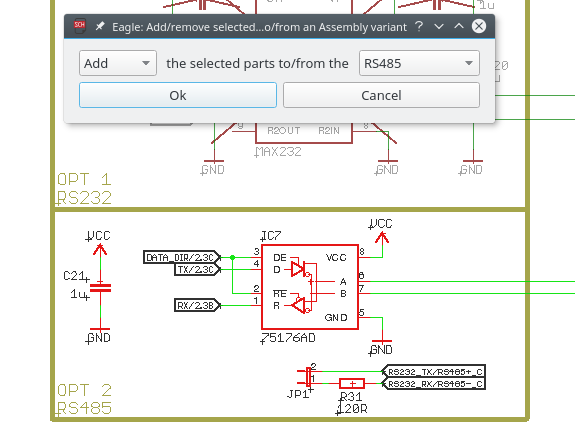 1u
SCH Eagle: Add/remove selected...o/from an Assembly variant ?
Add the selected parts to/from the RS485
20
u
Ok Cancel
9 R2OUT R2IN 8
MAX232
GND GND GND
OPT 1
RS232
VCC IC7 VCC
DATA_DIR/2.3C 3 DE VCC 8
TX/2.3C 4 D
C21 A 6
1u 2 RE B 7
RX/2.3B 1 R
GND 5
GND 75176AD GND
2 RS232_TX/RS485+_C
JP1 1 RS232_RX/RS485-_C
OPT 2 R31
RS485 120R